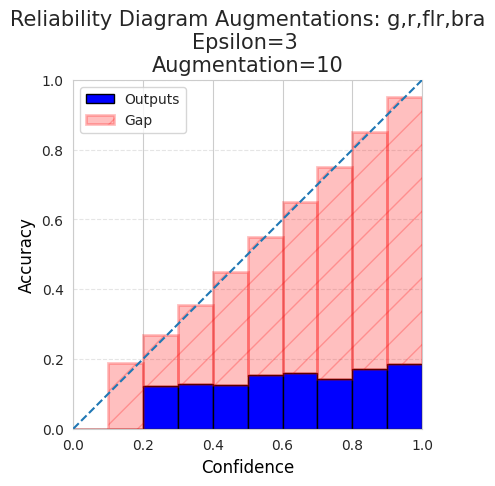 Reliability Diagram Augmentations: g,r,flr,bra
Epsilon=3
Augmentation=10
Outputs
Gap
Accuracy
1.0
0.8
0.6
0.4
0.2
0.0
0.0 0.2 0.4 0.6 0.8 1.0
Confidence